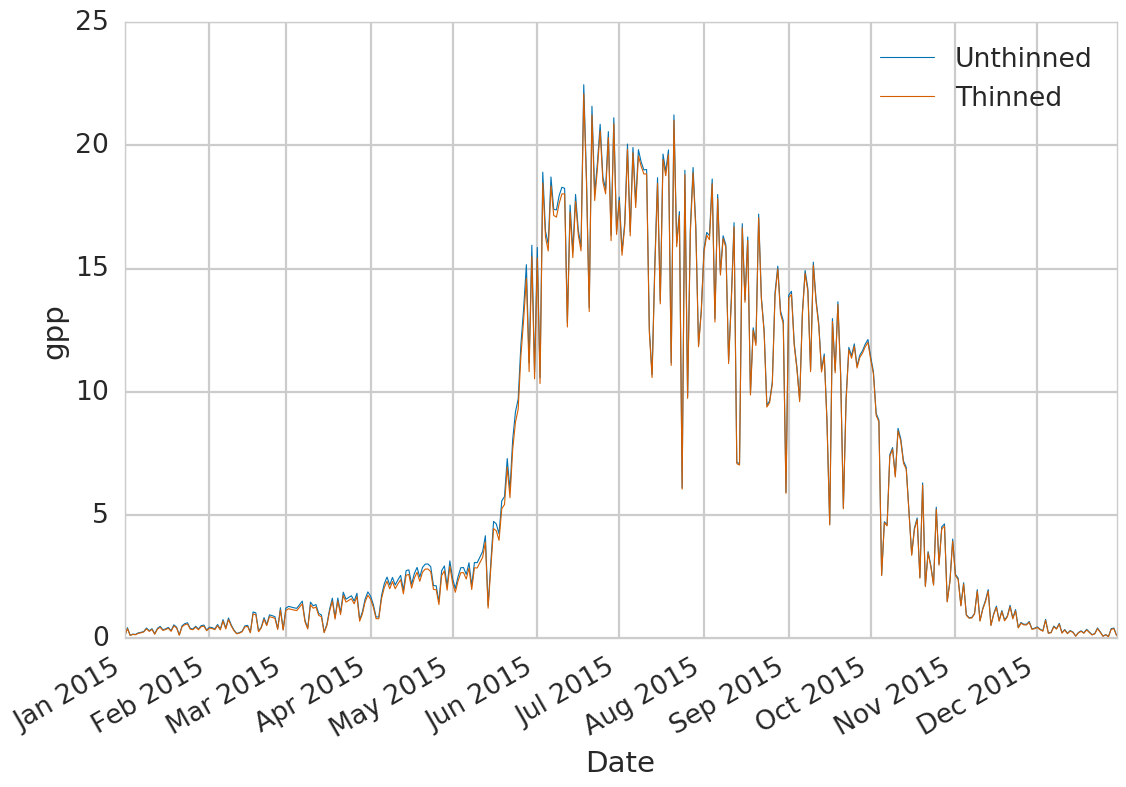 25
20
15
10
5
0
gpp
Unthinned
Thinned
Jan 2015
Feb 2015
Mar 2015
Apr 2015
May 2015
Jun 2015
Jul 2015
Aug 2015
Sep 2015
Oct 2015
Nov 2015
Dec 2015
Date